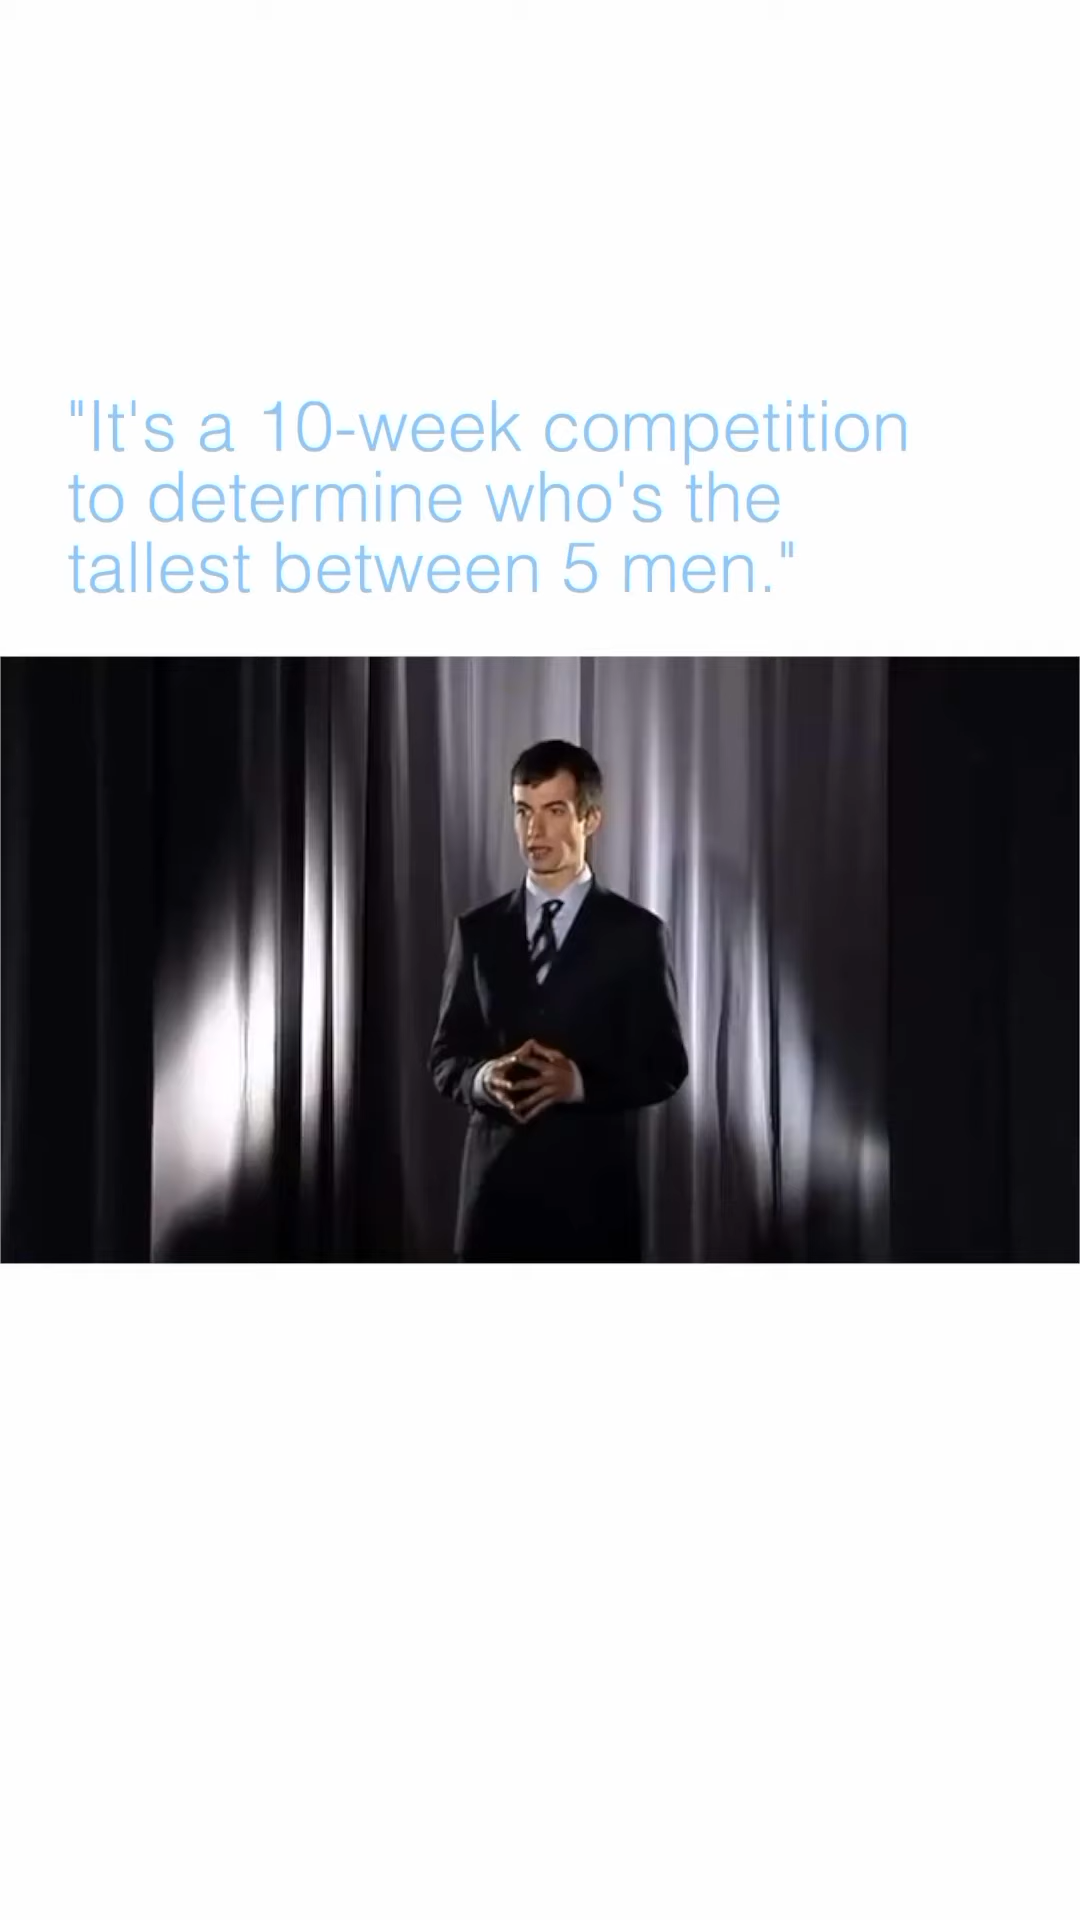 "It's a 10-week competition
to determine who's the
tallest between 5 men."